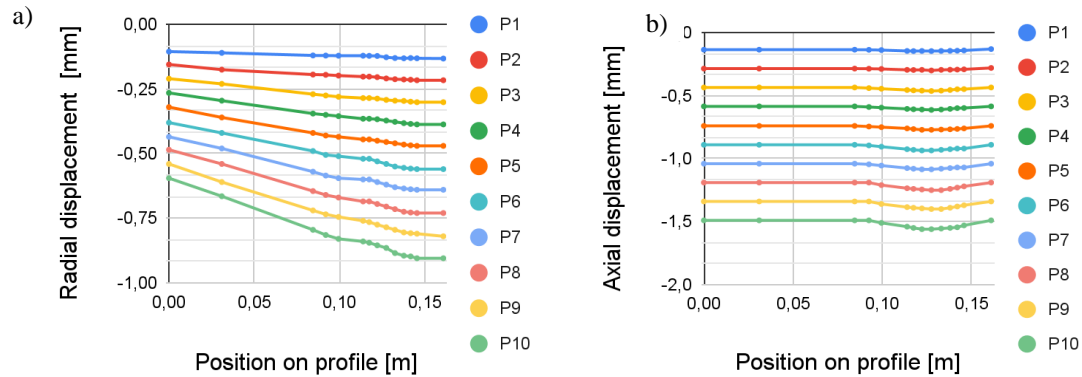 a)
0,00
-0,25
-0,50
-0,75
-1,00
Radial displacement [mm]
0,00
0,05
0,10
0,15
Position on profile [m]
P1
P2
P3
P4
P5
P6
P7
P8
P9
P10
b)
0
-0,5
-1,0
-1,5
-2,0
Axial displacement [mm]
0,00
0,05
0,10
0,15
Position on profile [m]
P1
P2
P3
P4
P5
P6
P7
P8
P9
P10